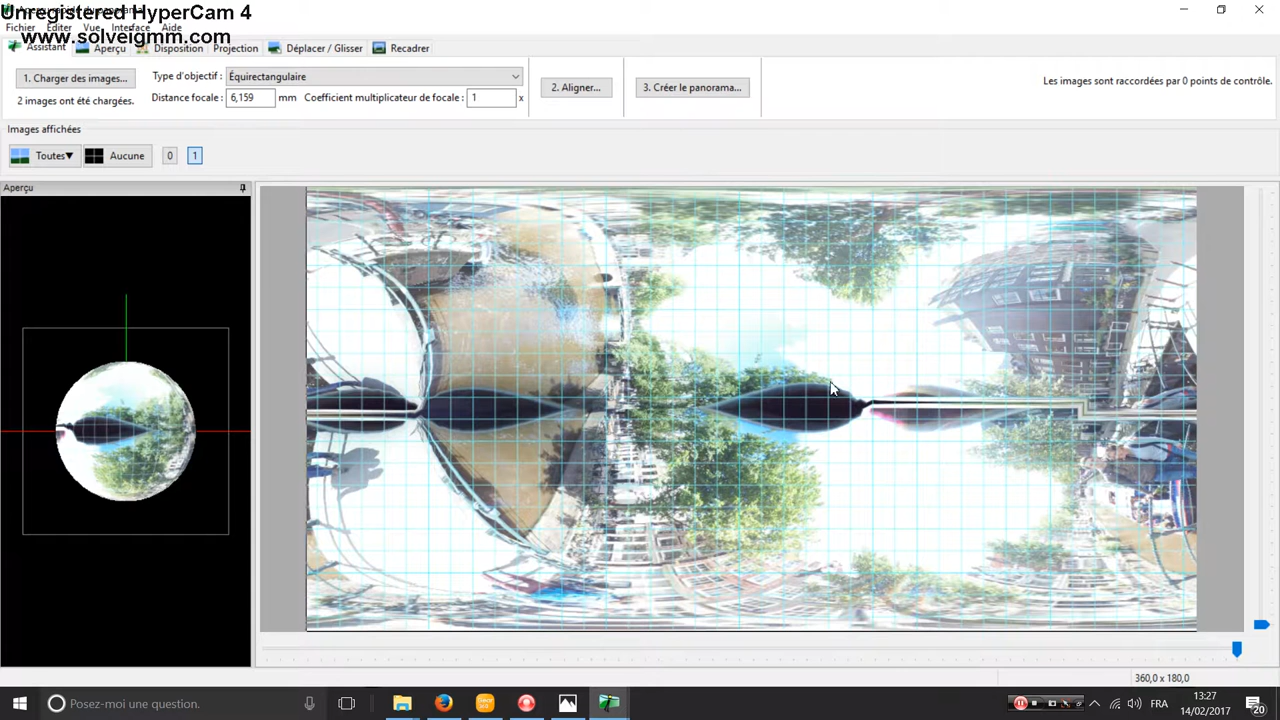 Unregistered HyperCam 4
www.solveigmm.com
Fichier Éditer Vue Interface Aide
Assistant Aperçu Disposition Projection Déplacer / Glisser Recadrer
1. Charger des images...
Type d'objectif : Équirectangulaire
2. Aligner...
3. Créer le panorama...
Les images sont raccordées par 0 points de contrôle.
2 images ont été chargées.
Distance focale : 6,159 mm Coefficient multiplicateur de focale : 1 x
Images affichées
Toutes▼ Aucune 0 1
Aperçu
360,0 x 180,0
Posez-moi une question.
FRA
13:27
14/02/2017
20